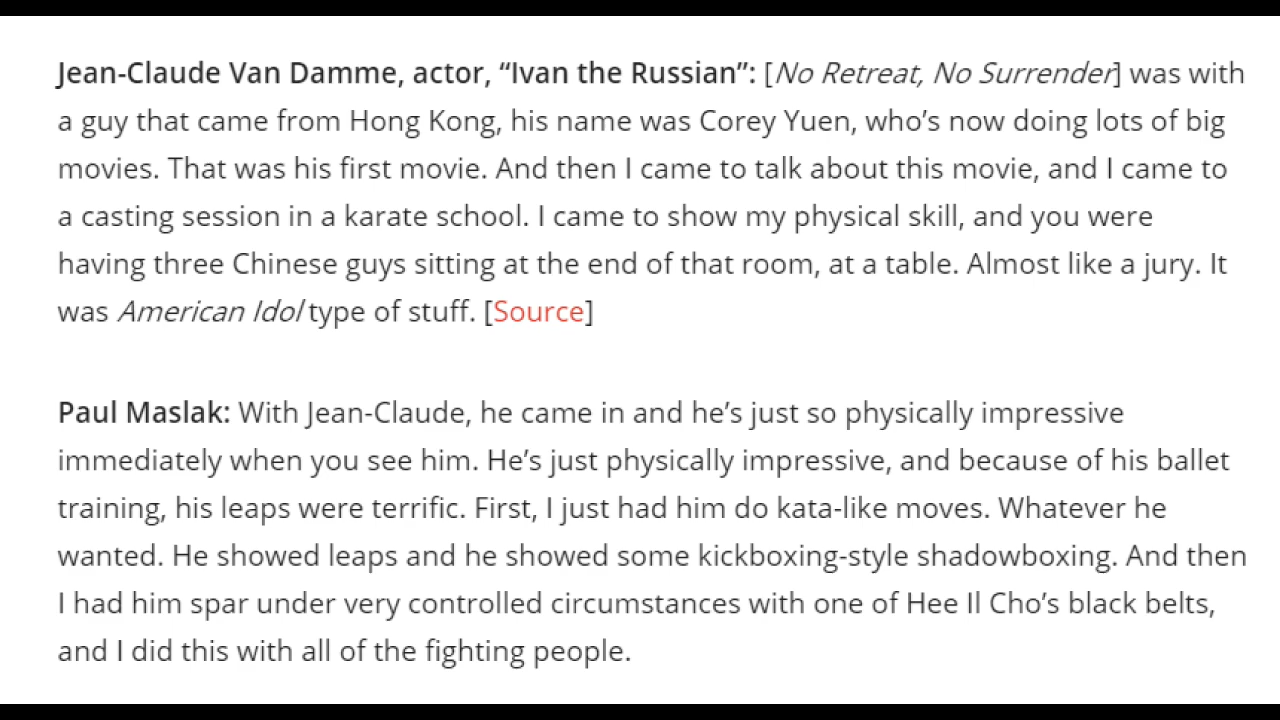 Jean-Claude Van Damme, actor, “Ivan the Russian”: [No Retreat, No Surrender] was with
a guy that came from Hong Kong, his name was Corey Yuen, who’s now doing lots of big
movies. That was his first movie. And then I came to talk about this movie, and I came to
a casting session in a karate school. I came to show my physical skill, and you were
having three Chinese guys sitting at the end of that room, at a table. Almost like a jury. It
was American Idol type of stuff. [Source]
Paul Maslak: With Jean-Claude, he came in and he’s just so physically impressive
immediately when you see him. He’s just physically impressive, and because of his ballet
training, his leaps were terrific. First, I just had him do kata-like moves. Whatever he
wanted. He showed leaps and he showed some kickboxing-style shadowboxing. And then
I had him spar under very controlled circumstances with one of Hee Il Cho’s black belts,
and I did this with all of the fighting people.